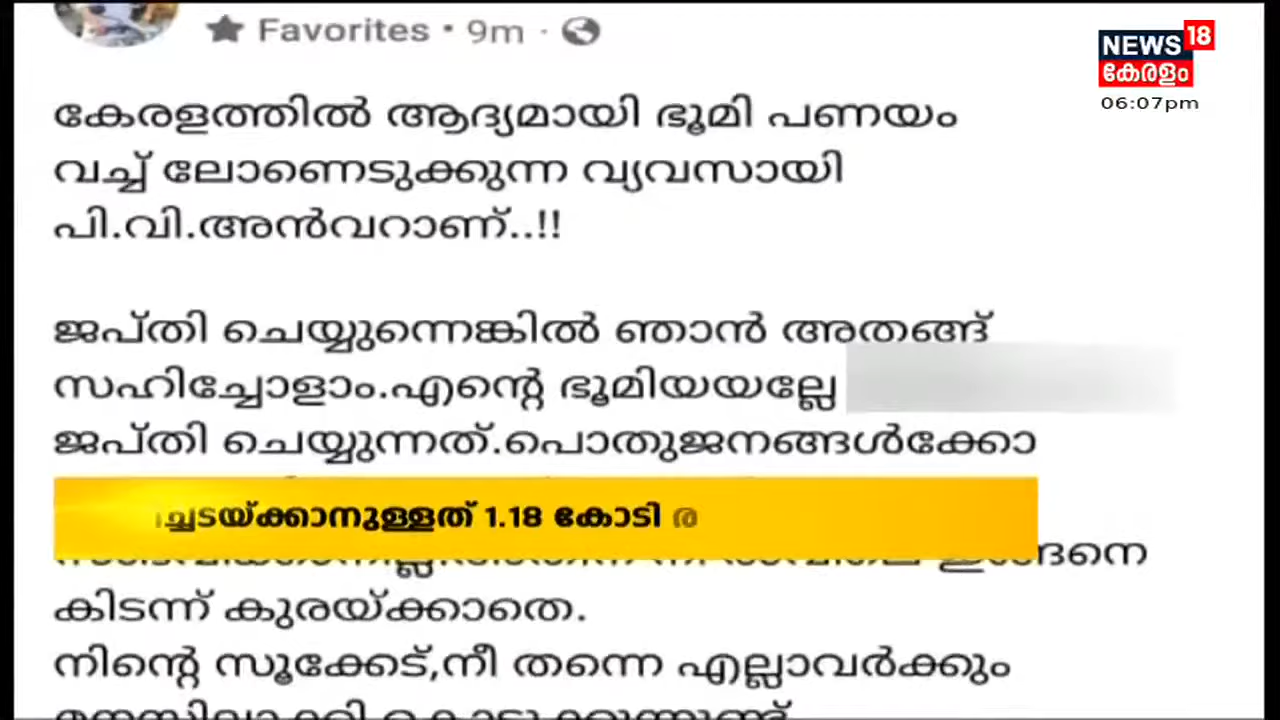 Favorites · 9m ·
NEWS 18
കേരളം
06:07pm
കേരളത്തിൽ ആദ്യമായി ഭൂമി പണയം
വച്ച് ലോണെടുക്കുന്ന വ്യവസായി
പി.വി.അൻവറാണ്..!!
ജപ്തി ചെയ്യുന്നെങ്കിൽ ഞാൻ അതങ്ങ്
സഹിച്ചോളാം.എന്റെ ഭൂമിയയല്ലേ
ജപ്തി ചെയ്യുന്നത്.പൊതുജനങ്ങൾക്കോ
ച്ചടയ്ക്കാനുള്ളത് 1.18 കോടി ര
കിടന്ന് കുരയ്ക്കാതെ.
നിന്റെ സൂക്കേട്,നീ തന്നെ എല്ലാവർക്കും